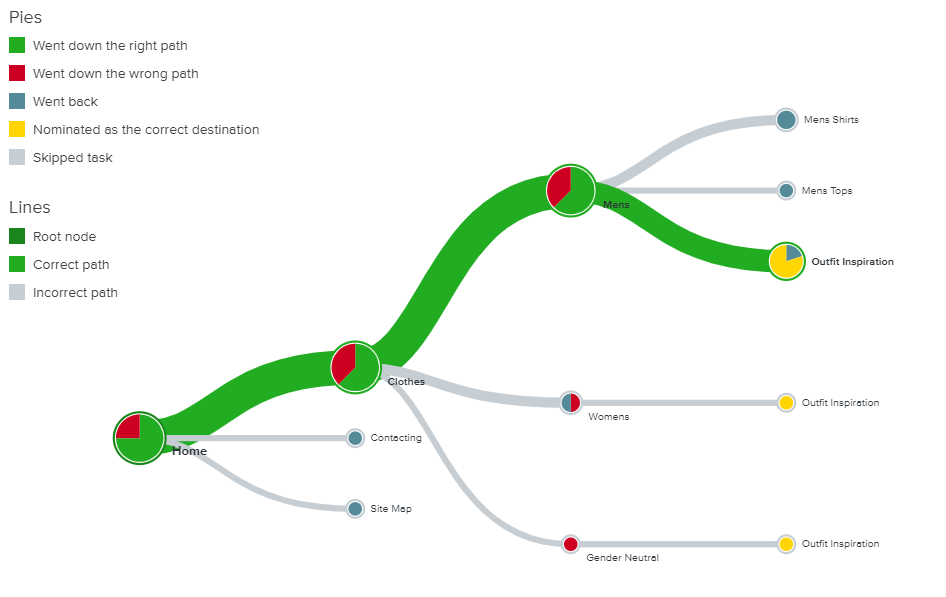 Pies
Went down the right path
Went down the wrong path
Went back
Nominated as the correct destination
Skipped task
Lines
Root node
Correct path
Incorrect path
Mens Shirts
Mens Tops
Mens
Outfit Inspiration
Clothes
Outfit Inspiration
Womens
Contacting
Home
Site Map
Outfit Inspiration
Gender Neutral